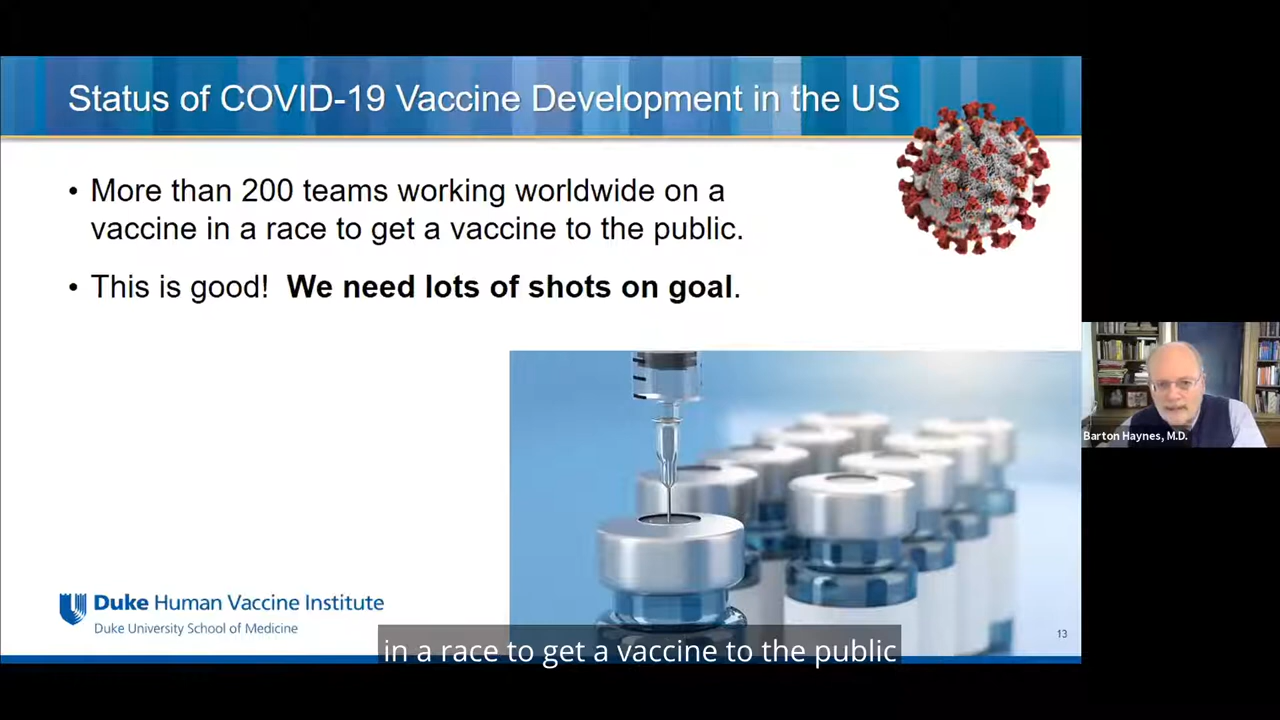 Status of COVID-19 Vaccine Development in the US
• More than 200 teams working worldwide on a
vaccine in a race to get a vaccine to the public.
• This is good!  We need lots of shots on goal.
Barton Haynes, M.D.
Duke Human Vaccine Institute
Duke University School of Medicine
13
in a race to get a vaccine to the public